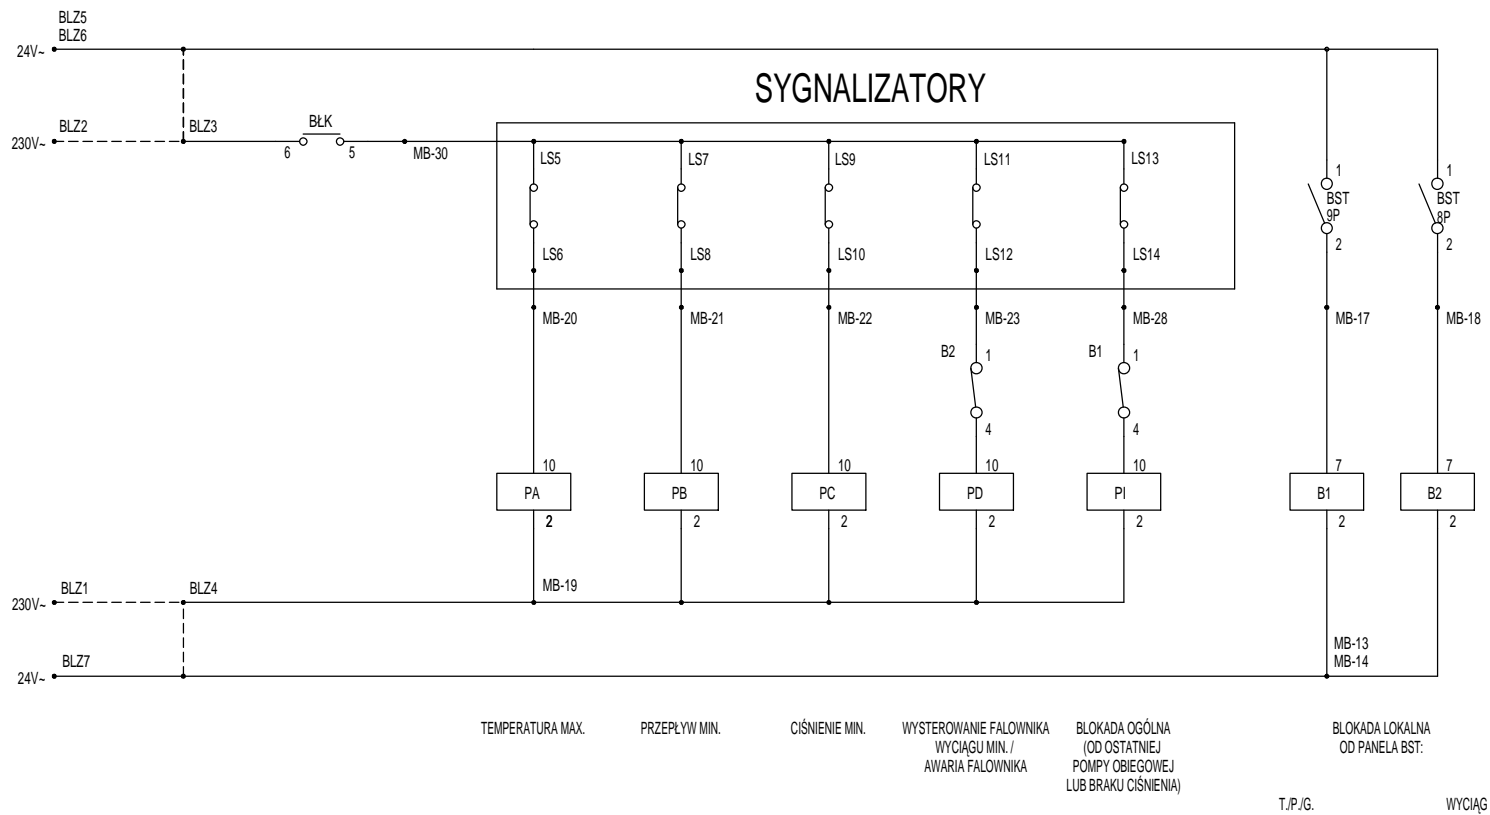 BLZ5
BLZ6
24V~
SYGNALIZATORY
BLZ2
BLZ3
BŁK
230V~
6
5
MB-30
LS5
LS7
LS9
LS11
LS13
1
1
BST
9P
BST
8P
2
2
LS6
LS8
LS10
LS12
LS14
MB-20
MB-21
MB-22
MB-23
MB-28
MB-17
MB-18
B2
1
B1
1
4
4
10
10
10
10
10
7
7
PA
PB
PC
PD
PI
B1
B2
2
2
2
2
2
2
2
BLZ1
BLZ4
MB-19
230V~
MB-13
MB-14
BLZ7
24V~
TEMPERATURA MAX.
PRZEPŁYW MIN.
CIŚNIENIE MIN.
WYSTEROWANIE FALOWNIKA
WYCIĄGU MIN. /
AWARIA FALOWNIKA
BLOKADA OGÓLNA
(OD OSTATNIEJ
POMPY OBIEGOWEJ
LUB BRAKU CIŚNIENIA)
BLOKADA LOKALNA
OD PANELA BST:
T./P./G.
WYCIĄG